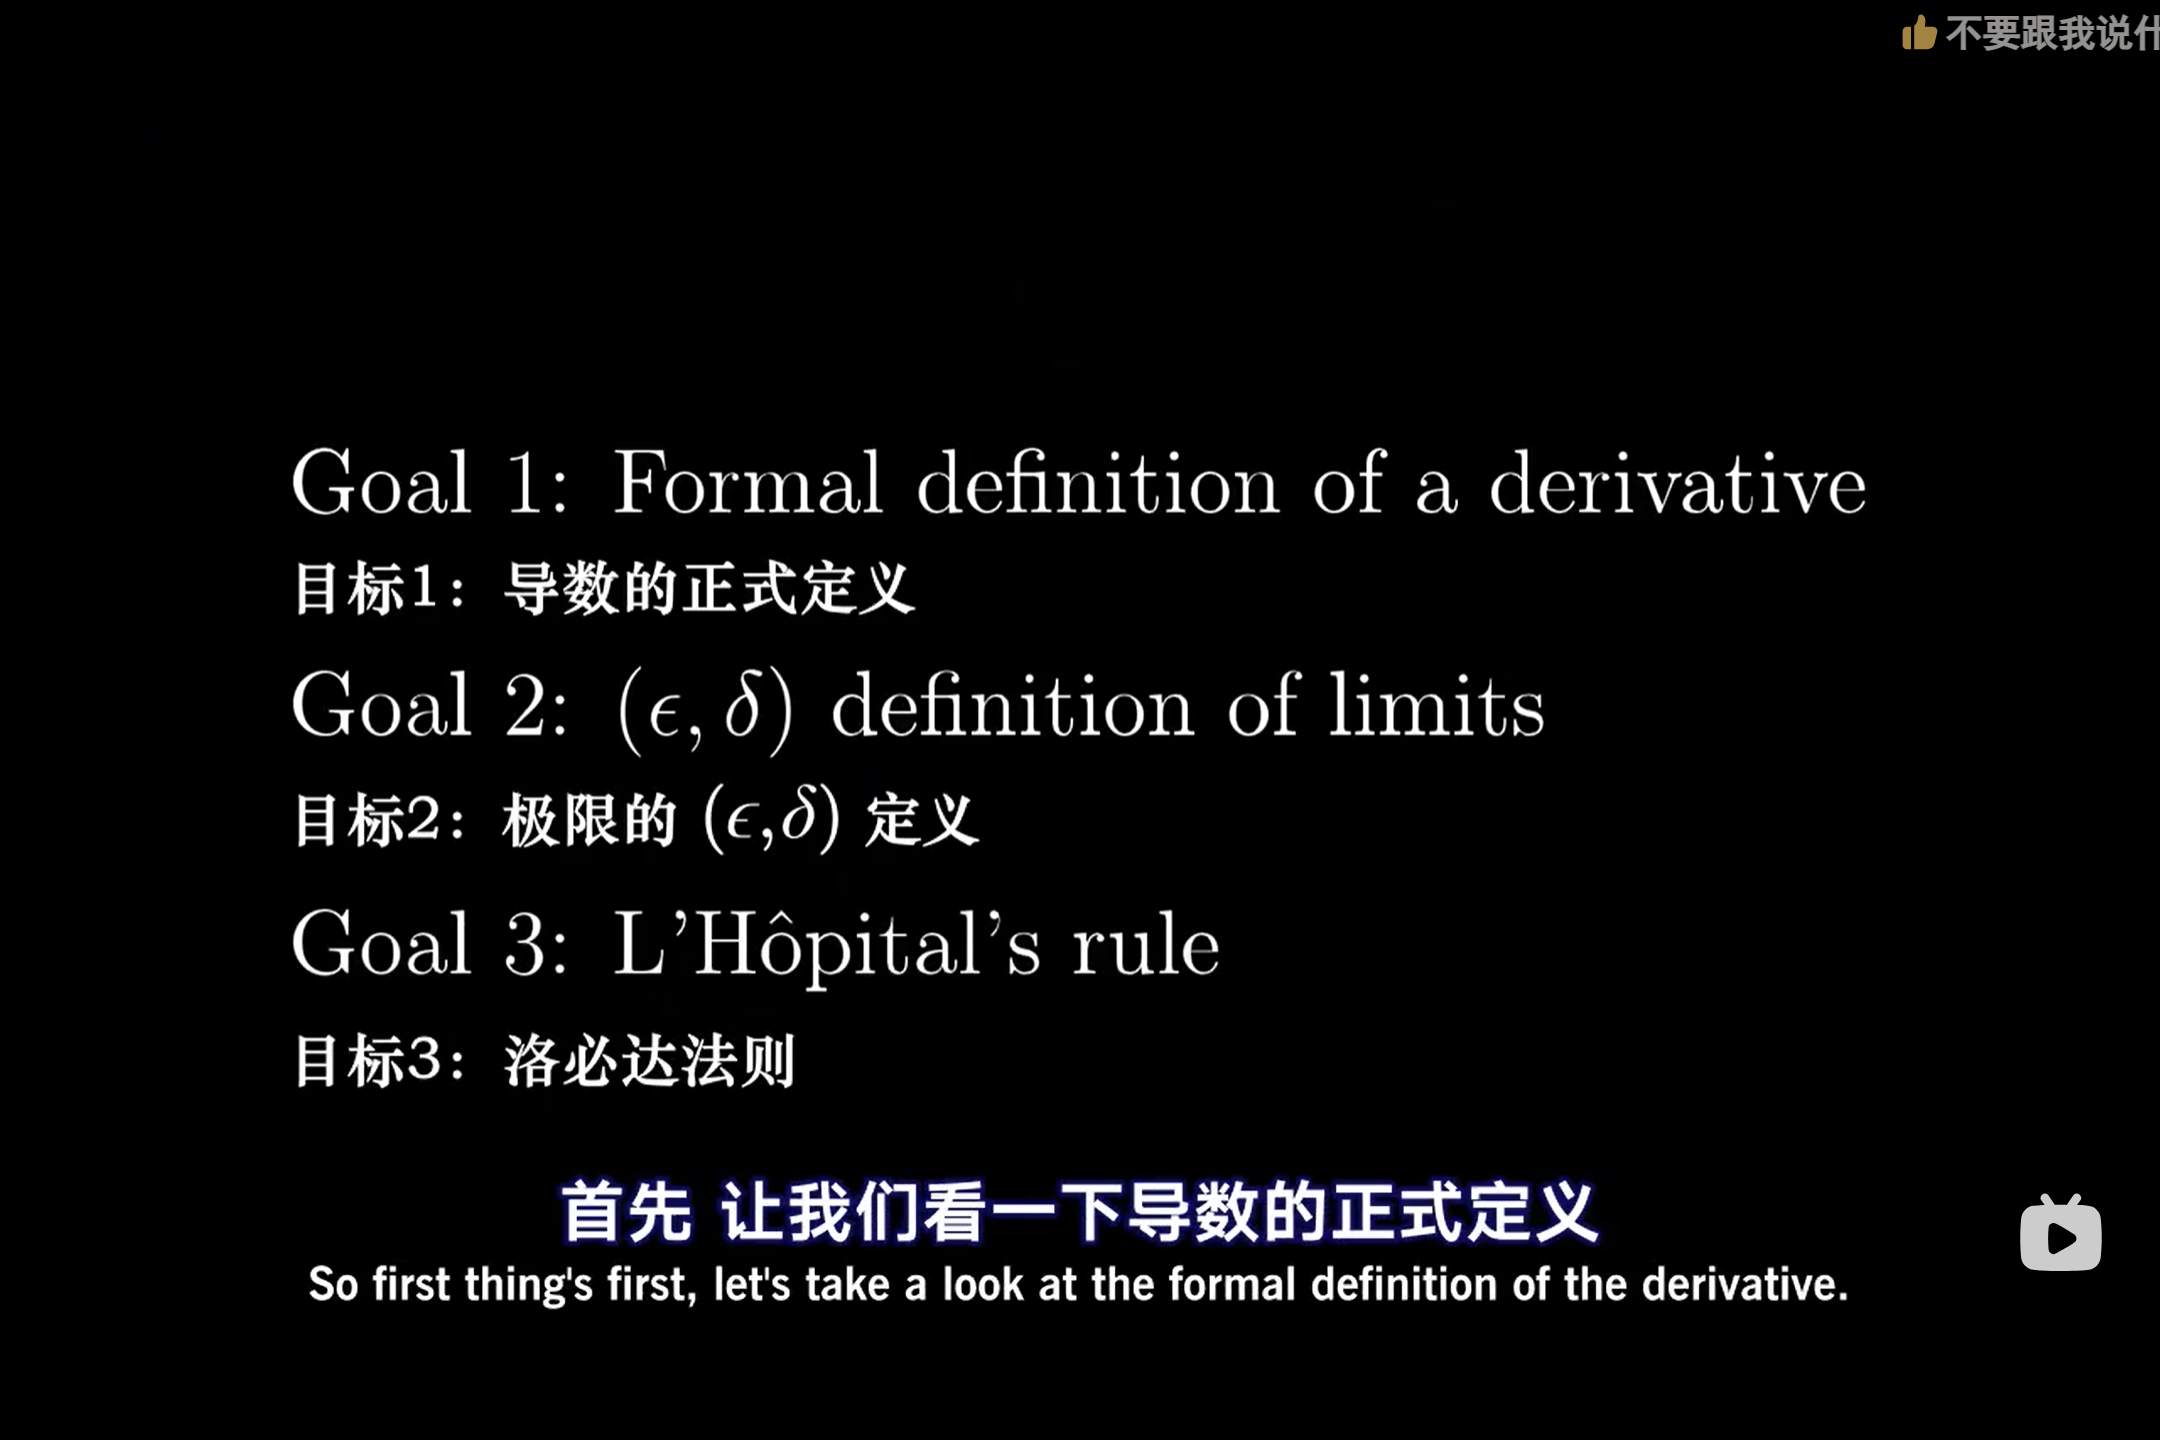 不要跟我说什
Goal 1: Formal definition of a derivative
目标1：导数的正式定义
Goal 2: (ϵ, δ) definition of limits
目标2：极限的 (ϵ,δ) 定义
Goal 3: L’Hôpital’s rule
目标3：洛必达法则
首先 让我们看一下导数的正式定义
So first thing's first, let's take a look at the formal definition of the derivative.